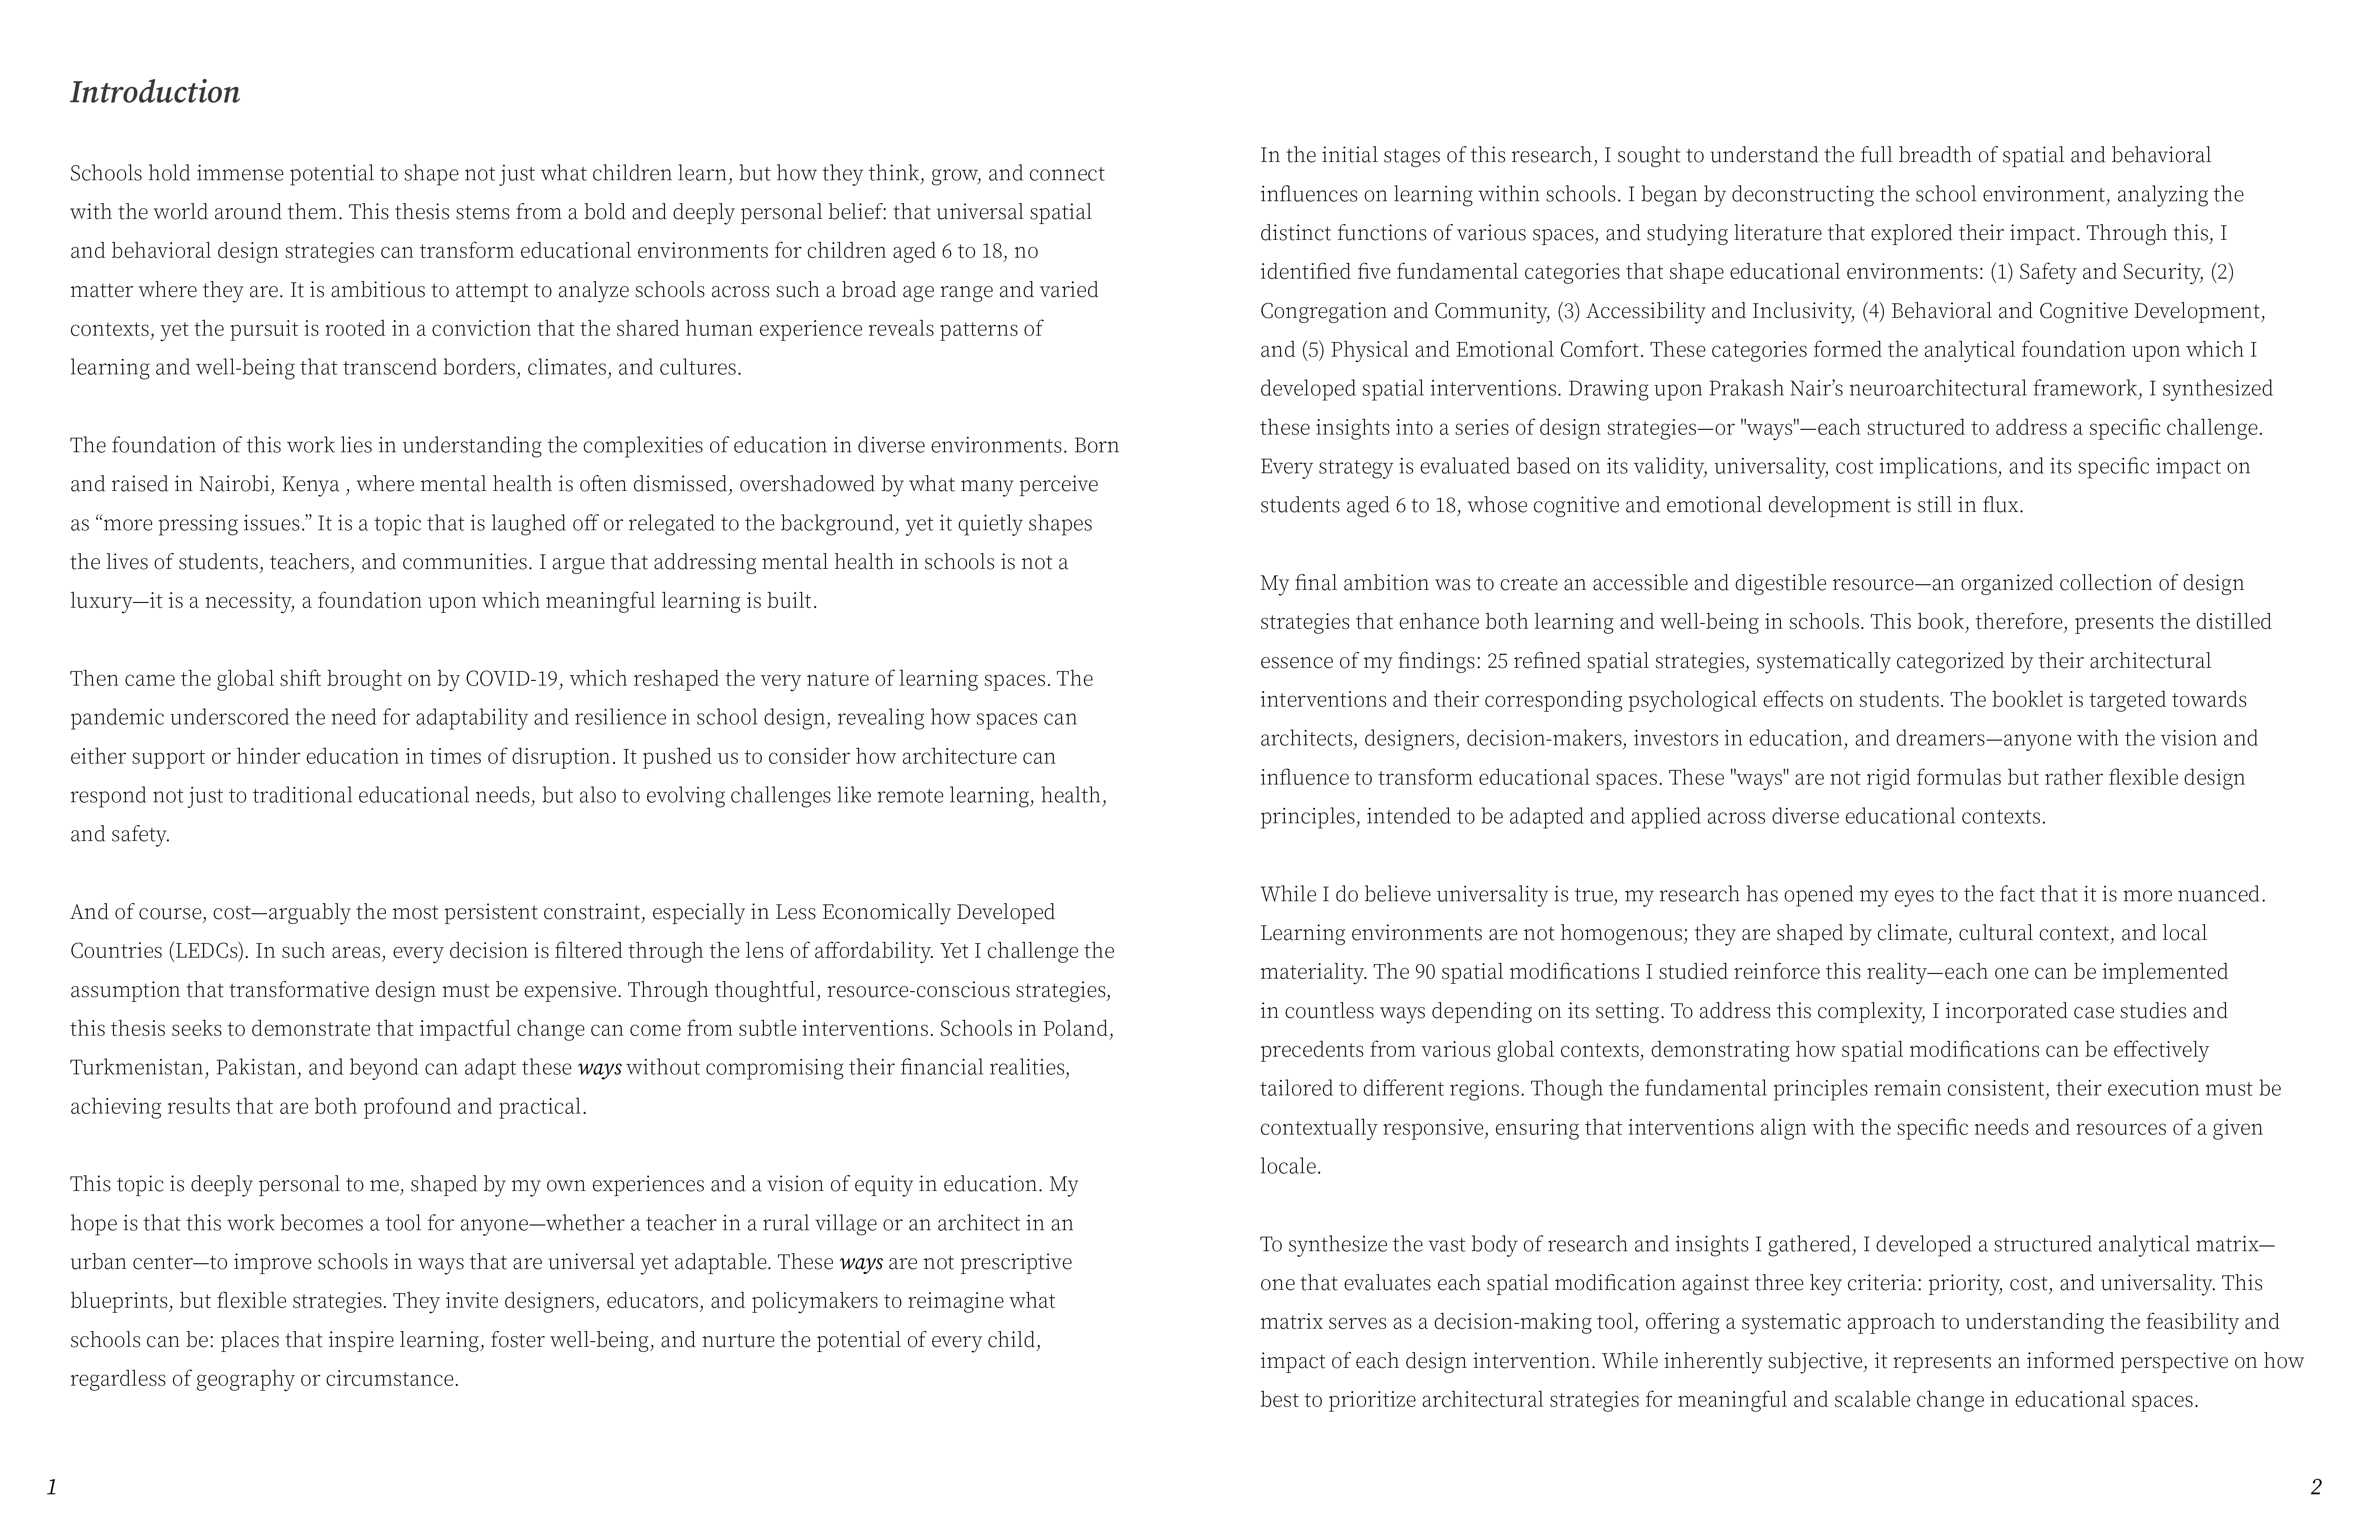 Introduction
Schools hold immense potential to shape not just what children learn, but how they think, grow, and connect
with the world around them. This thesis stems from a bold and deeply personal belief: that universal spatial
and behavioral design strategies can transform educational environments for children aged 6 to 18, no
matter where they are. It is ambitious to attempt to analyze schools across such a broad age range and varied
contexts, yet the pursuit is rooted in a conviction that the shared human experience reveals patterns of
learning and well-being that transcend borders, climates, and cultures.
The foundation of this work lies in understanding the complexities of education in diverse environments. Born
and raised in Nairobi, Kenya , where mental health is often dismissed, overshadowed by what many perceive
as “more pressing issues.” It is a topic that is laughed off or relegated to the background, yet it quietly shapes
the lives of students, teachers, and communities. I argue that addressing mental health in schools is not a
luxury—it is a necessity, a foundation upon which meaningful learning is built.
Then came the global shift brought on by COVID-19, which reshaped the very nature of learning spaces. The
pandemic underscored the need for adaptability and resilience in school design, revealing how spaces can
either support or hinder education in times of disruption. It pushed us to consider how architecture can
respond not just to traditional educational needs, but also to evolving challenges like remote learning, health,
and safety.
And of course, cost—arguably the most persistent constraint, especially in Less Economically Developed
Countries (LEDCs). In such areas, every decision is filtered through the lens of affordability. Yet I challenge the
assumption that transformative design must be expensive. Through thoughtful, resource-conscious strategies,
this thesis seeks to demonstrate that impactful change can come from subtle interventions. Schools in Poland,
Turkmenistan, Pakistan, and beyond can adapt these ways without compromising their financial realities,
achieving results that are both profound and practical.
This topic is deeply personal to me, shaped by my own experiences and a vision of equity in education. My
hope is that this work becomes a tool for anyone—whether a teacher in a rural village or an architect in an
urban center—to improve schools in ways that are universal yet adaptable. These ways are not prescriptive
blueprints, but flexible strategies. They invite designers, educators, and policymakers to reimagine what
schools can be: places that inspire learning, foster well-being, and nurture the potential of every child,
regardless of geography or circumstance.
1
In the initial stages of this research, I sought to understand the full breadth of spatial and behavioral
influences on learning within schools. I began by deconstructing the school environment, analyzing the
distinct functions of various spaces, and studying literature that explored their impact. Through this, I
identified five fundamental categories that shape educational environments: (1) Safety and Security, (2)
Congregation and Community, (3) Accessibility and Inclusivity, (4) Behavioral and Cognitive Development,
and (5) Physical and Emotional Comfort. These categories formed the analytical foundation upon which I
developed spatial interventions. Drawing upon Prakash Nair’s neuroarchitectural framework, I synthesized
these insights into a series of design strategies—or "ways"—each structured to address a specific challenge.
Every strategy is evaluated based on its validity, universality, cost implications, and its specific impact on
students aged 6 to 18, whose cognitive and emotional development is still in flux.
My final ambition was to create an accessible and digestible resource—an organized collection of design
strategies that enhance both learning and well-being in schools. This book, therefore, presents the distilled
essence of my findings: 25 refined spatial strategies, systematically categorized by their architectural
interventions and their corresponding psychological effects on students. The booklet is targeted towards
architects, designers, decision-makers, investors in education, and dreamers—anyone with the vision and
influence to transform educational spaces. These "ways" are not rigid formulas but rather flexible design
principles, intended to be adapted and applied across diverse educational contexts.
While I do believe universality is true, my research has opened my eyes to the fact that it is more nuanced.
Learning environments are not homogenous; they are shaped by climate, cultural context, and local
materiality. The 90 spatial modifications I studied reinforce this reality—each one can be implemented
in countless ways depending on its setting. To address this complexity, I incorporated case studies and
precedents from various global contexts, demonstrating how spatial modifications can be effectively
tailored to different regions. Though the fundamental principles remain consistent, their execution must be
contextually responsive, ensuring that interventions align with the specific needs and resources of a given
locale.
To synthesize the vast body of research and insights I gathered, I developed a structured analytical matrix—
one that evaluates each spatial modification against three key criteria: priority, cost, and universality. This
matrix serves as a decision-making tool, offering a systematic approach to understanding the feasibility and
impact of each design intervention. While inherently subjective, it represents an informed perspective on how
best to prioritize architectural strategies for meaningful and scalable change in educational spaces.
2